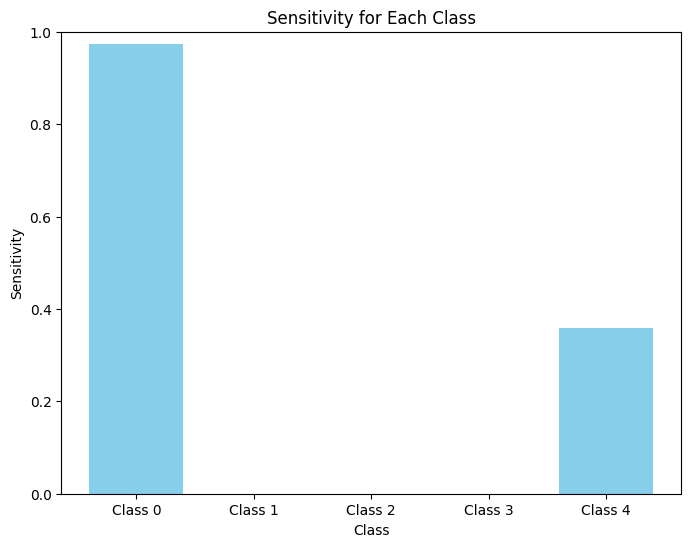 Sensitivity for Each Class
Sensitivity
1.0
0.8
0.6
0.4
0.2
0.0
Class 0
Class 1
Class 2
Class 3
Class 4
Class